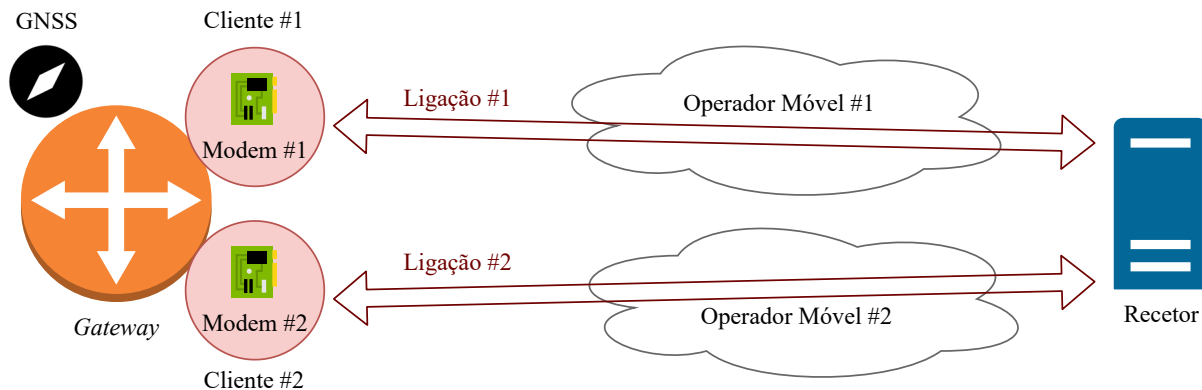 GNSS
Cliente #1
Modem #1
Ligação #1
Operador Móvel #1
Gateway
Modem #2
Cliente #2
Ligação #2
Operador Móvel #2
Recetor